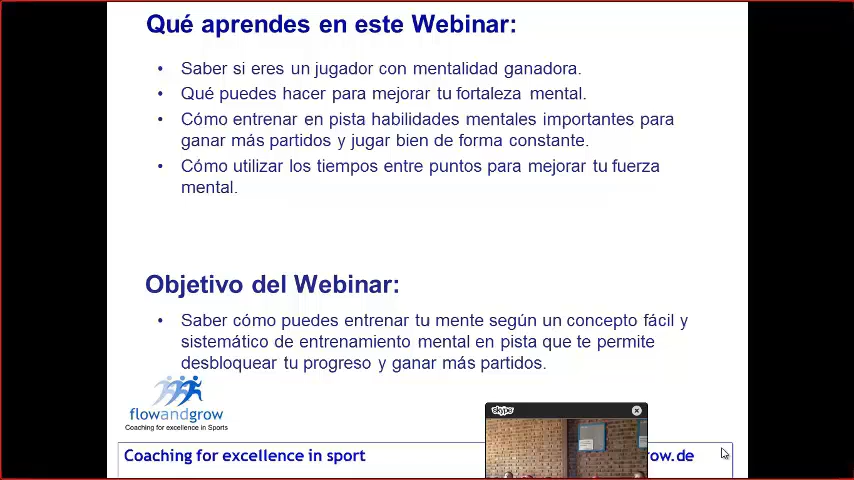 Qué aprendes en este Webinar:
• Saber si eres un jugador con mentalidad ganadora.
• Qué puedes hacer para mejorar tu fortaleza mental.
• Cómo entrenar en pista habilidades mentales importantes para
ganar más partidos y jugar bien de forma constante.
• Cómo utilizar los tiempos entre puntos para mejorar tu fuerza
mental.
Objetivo del Webinar:
• Saber cómo puedes entrenar tu mente según un concepto fácil y
sistemático de entrenamiento mental en pista que te permite
desbloquear tu progreso y ganar más partidos.
flowandgrow
Coaching for excellence in Sports
skype
Coaching for excellence in sport
row.de